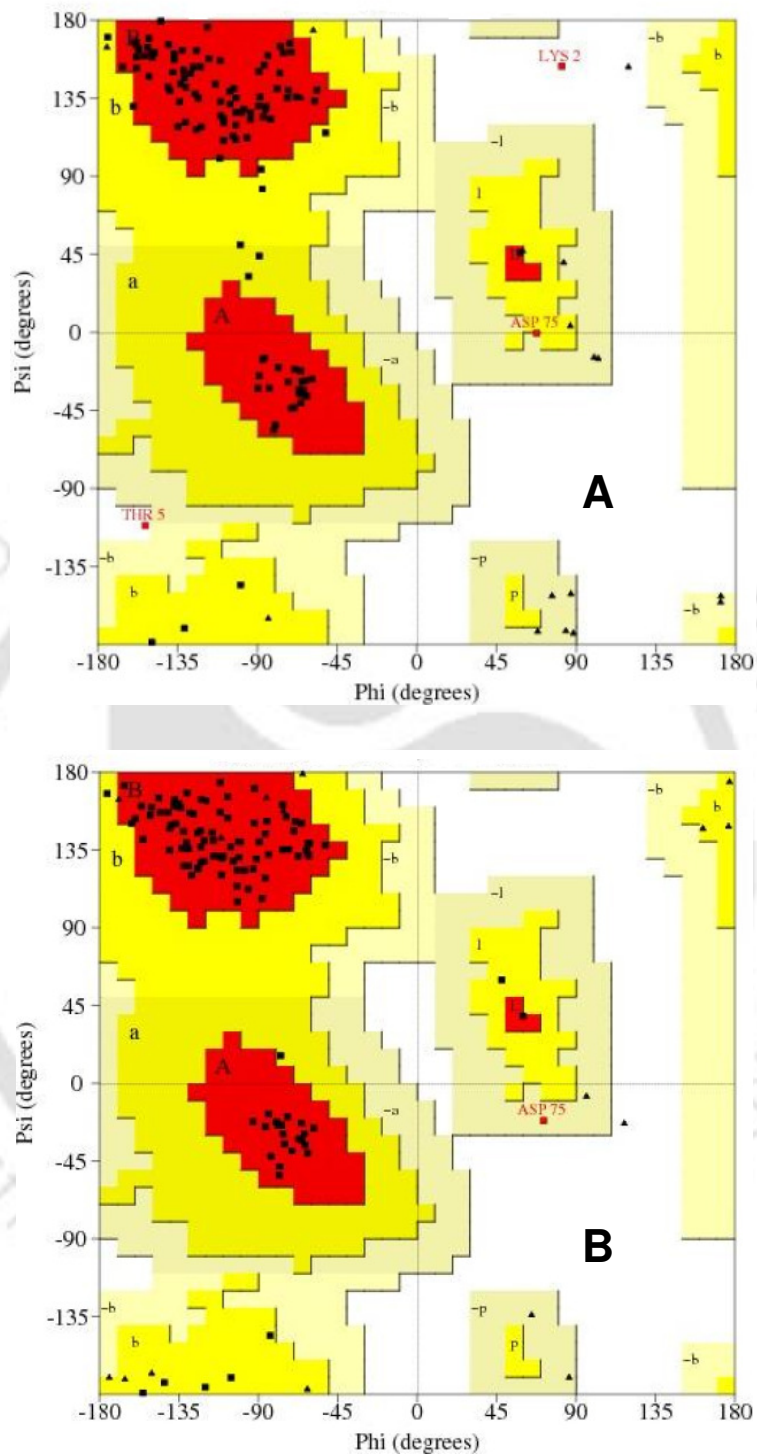 180
B
LYS 2
~b
b
135
b
~b
~l
90
l
45
L
a
A
ASP 75
0
~a
-45
-90
A
THR 5
-135
~b
~p
b
p
~b
-180 -135 -90 -45 0 45 90 135 180
Psi (degrees)
Phi (degrees)
180
B
~b
b
135
b
~b
~l
90
l
45
L
a
A
0
~a
ASP 75
-45
-90
B
-135
~b
~p
b
p
~b
-180 -135 -90 -45 0 45 90 135 180
Psi (degrees)
Phi (degrees)